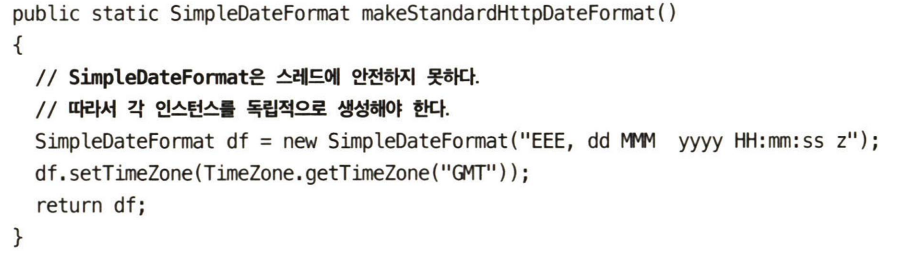 public static SimpleDateFormat makeStandardHttpDateFormat()
{
  // SimpleDateFormat은 스레드에 안전하지 못하다.
  // 따라서 각 인스턴스를 독립적으로 생성해야 한다.
  SimpleDateFormat df = new SimpleDateFormat("EEE, dd MMM  yyyy HH:mm:ss z");
  df.setTimeZone(TimeZone.getTimeZone("GMT"));
  return df;
}